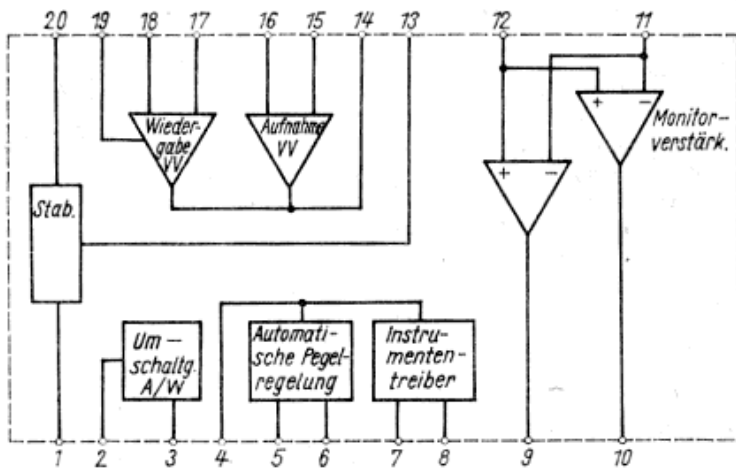 20 19 18 17 16 15 14 13 12 11
Wieder-
gabe
VV
Aufnahme
VV
+ −
+ −
Monitor-
verstärk.
Stab.
Um-
schaltg.
A/W
Automati-
sche Pegel-
regelung
Instru-
menten-
treiber
1 2 3 4 5 6 7 8 9 10